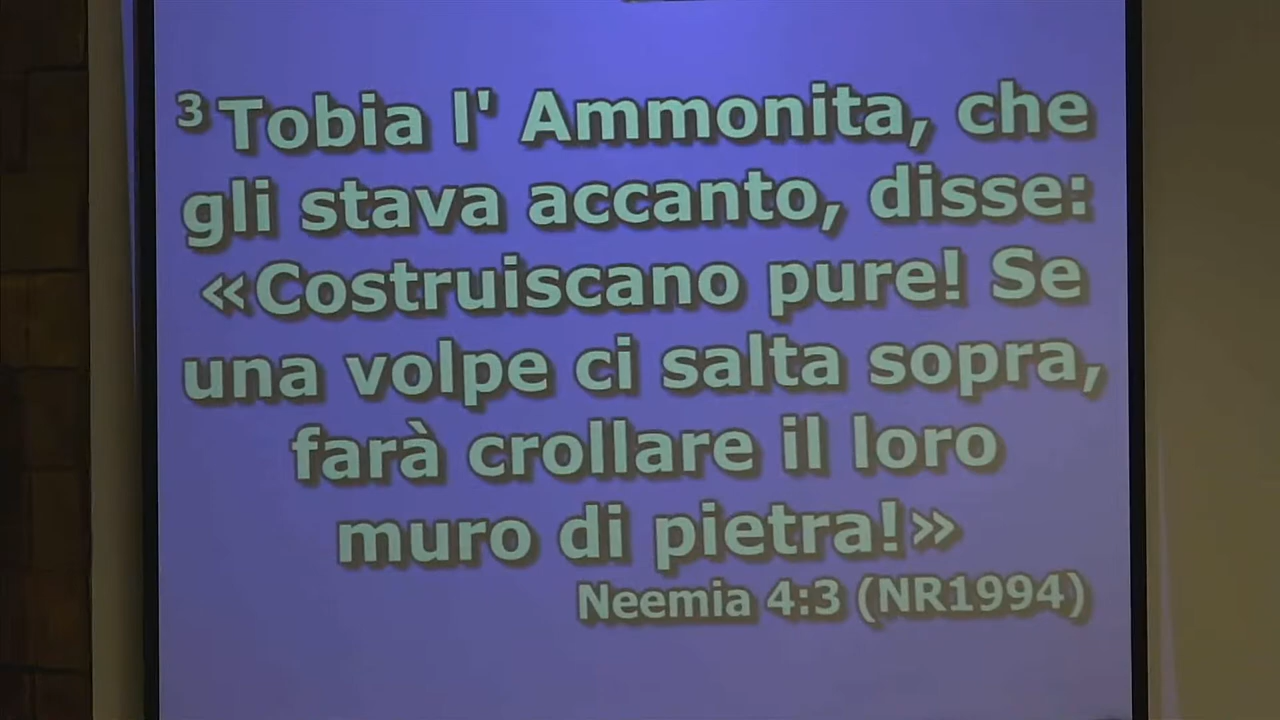 3 Tobia l' Ammonita, che
gli stava accanto, disse:
«Costruiscano pure! Se
una volpe ci salta sopra,
farà crollare il loro
muro di pietra!»
Neemia 4:3 (NR1994)